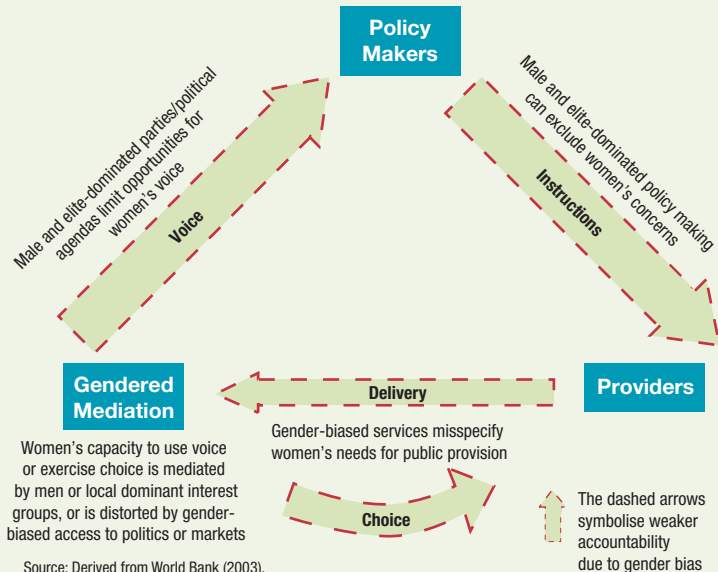 Policy
Makers
Male and elite-dominated parties/political
agendas limit opportunities for
women's voice
Voice
Male and elite-dominated policy making
can exclude women's concerns
Instructions
Gendered
Mediation
Providers
Delivery
Gender-biased services misspecify
women's needs for public provision
Women's capacity to use voice
or exercise choice is mediated
by men or local dominant interest
groups, or is distorted by gender-
biased access to politics or markets
Choice
The dashed arrows
symbolise weaker
accountability
due to gender bias
Source: Derived from World Bank (2003).